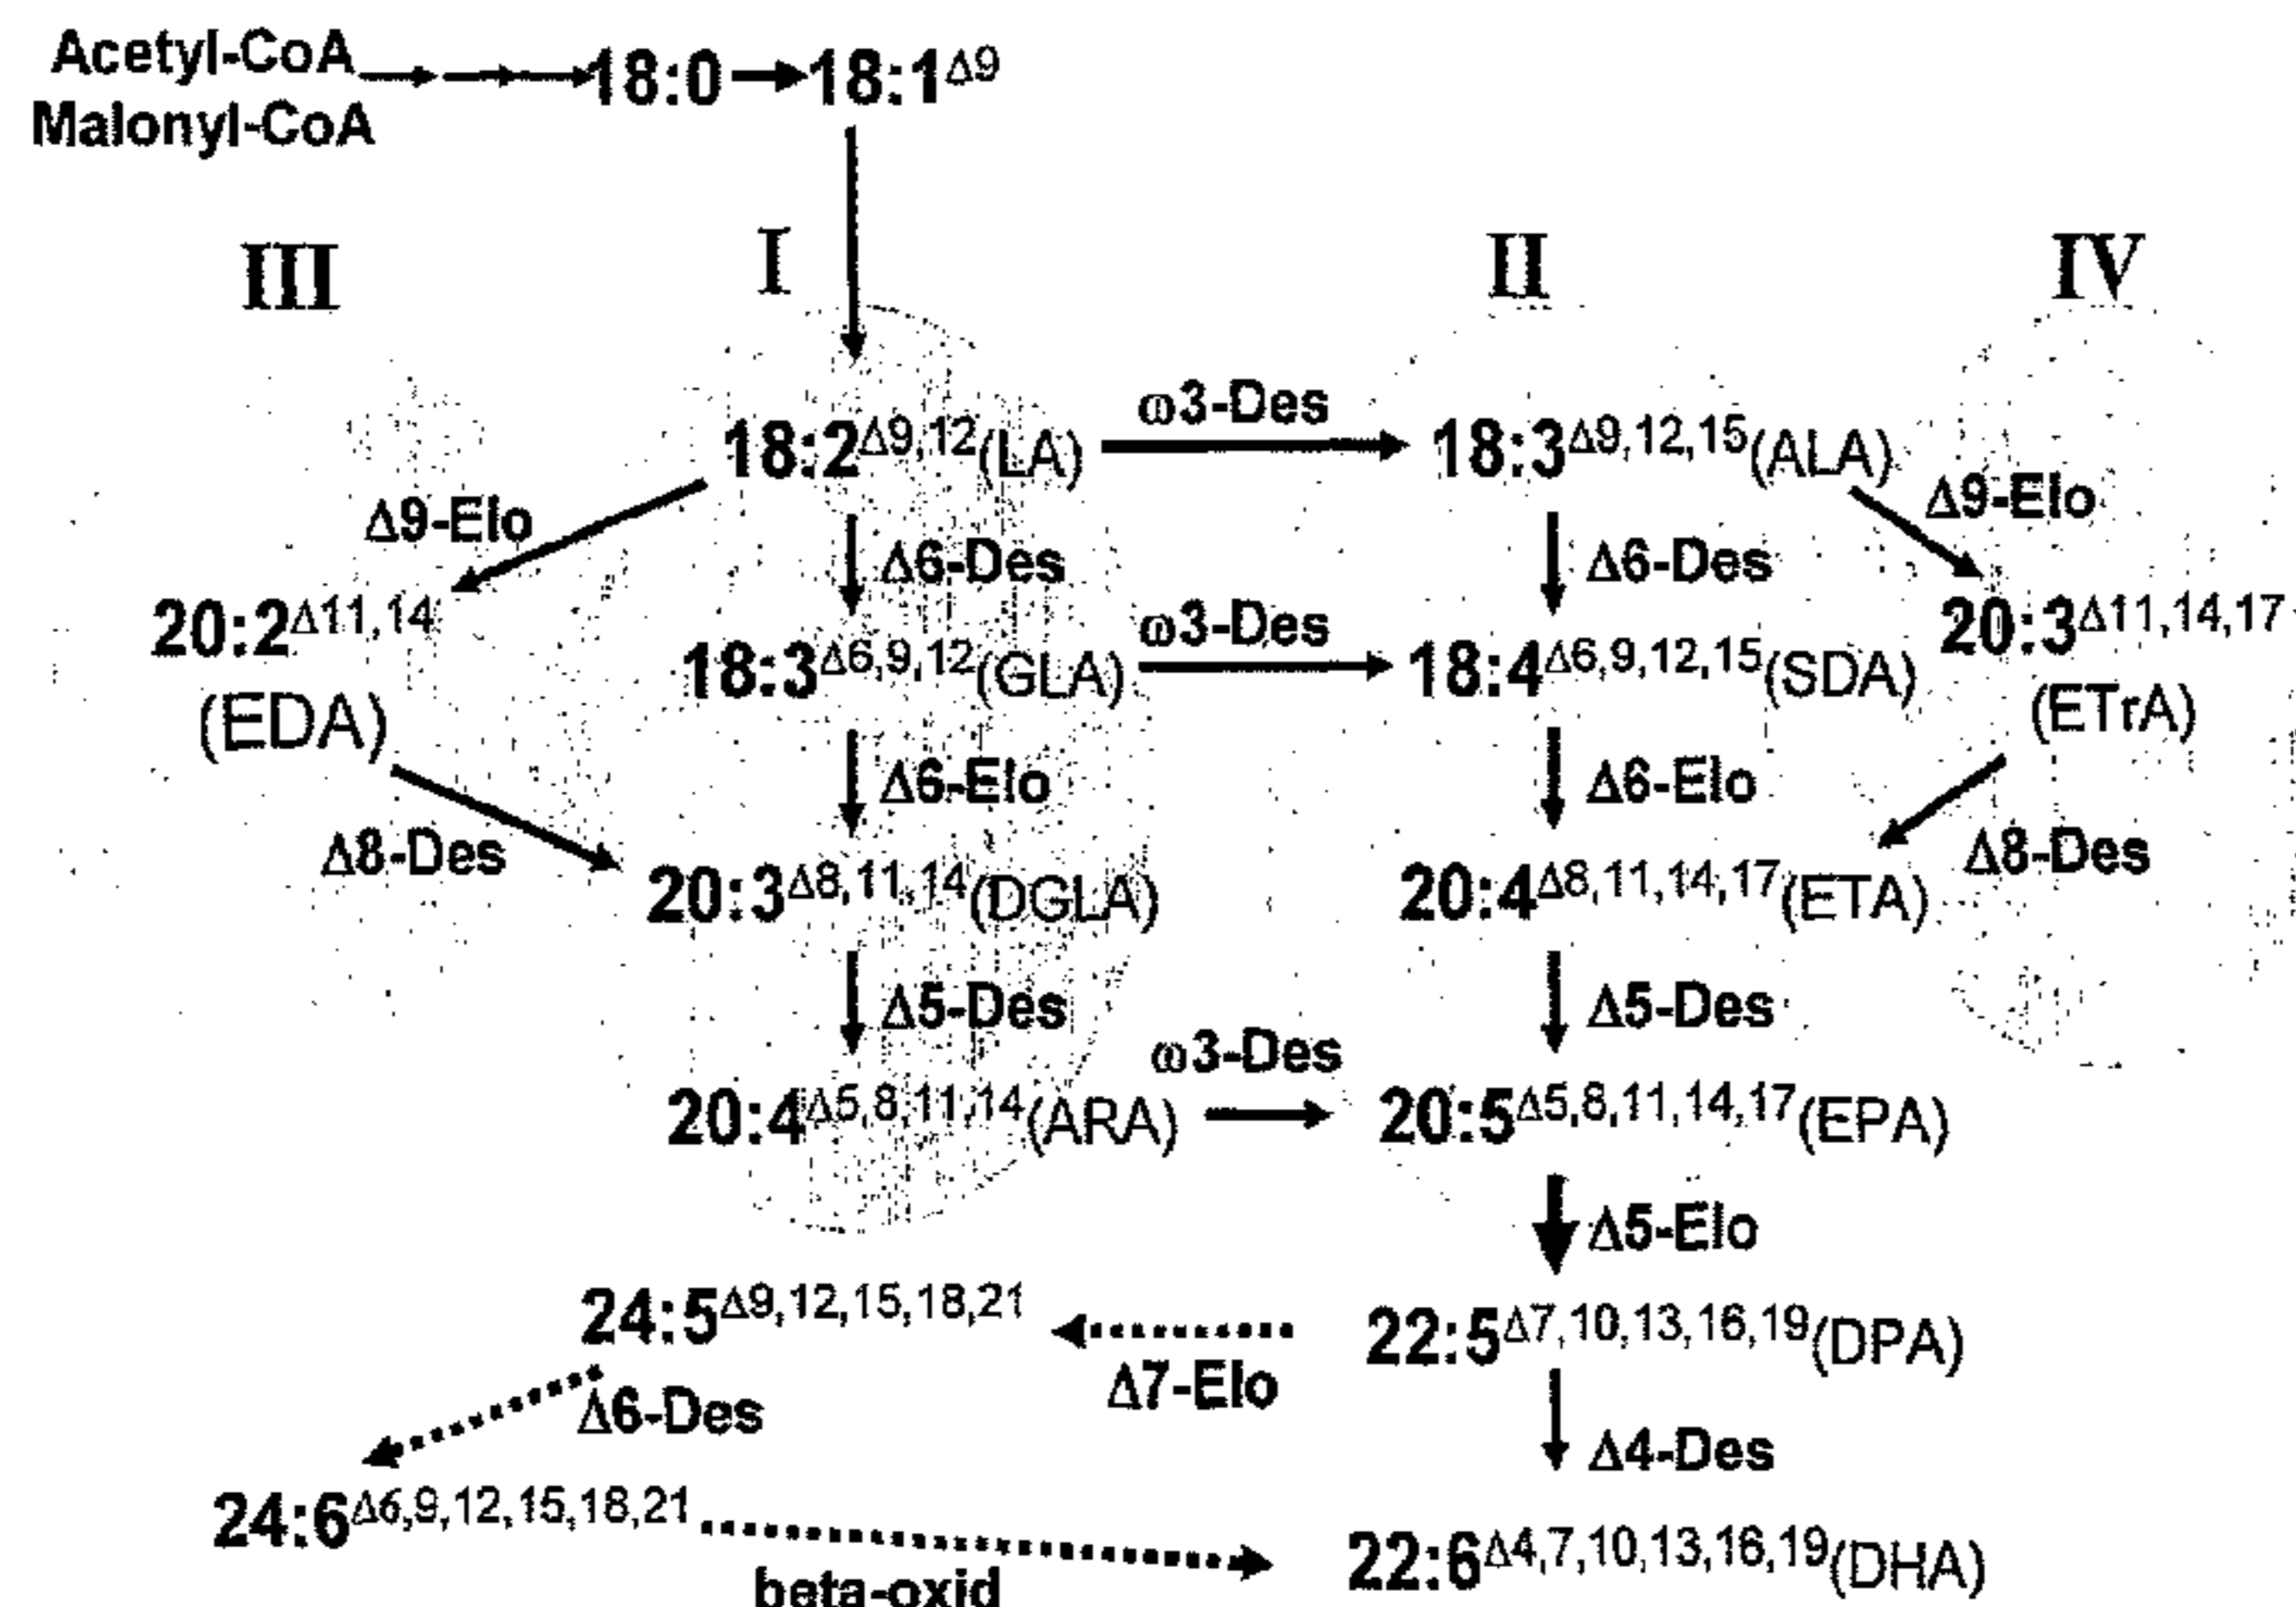 Acetyl-CoA
Malonyl-CoA
18:0
18:1Δ9
III
I
II
IV
18:2Δ9,12(LA)
ω3-Des
18:3Δ9,12,15(ALA)
Δ9-Elo
Δ6-Des
Δ6-Des
Δ9-Elo
20:2Δ11,14
(EDA)
18:3Δ6,9,12(GLA)
ω3-Des
18:4Δ6,9,12,15(SDA)
20:3Δ11,14,17
(ETrA)
Δ6-Elo
Δ6-Elo
Δ8-Des
20:3Δ8,11,14(DGLA)
20:4Δ8,11,14,17(ETA)
Δ8-Des
Δ5-Des
Δ5-Des
20:4Δ5,8,11,14(ARA)
ω3-Des
20:5Δ5,8,11,14,17(EPA)
Δ5-Elo
24:5Δ9,12,15,18,21
Δ7-Elo
22:5Δ7,10,13,16,19(DPA)
Δ6-Des
Δ4-Des
24:6Δ6,9,12,15,18,21
beta-oxid
22:6Δ4,7,10,13,16,19(DHA)